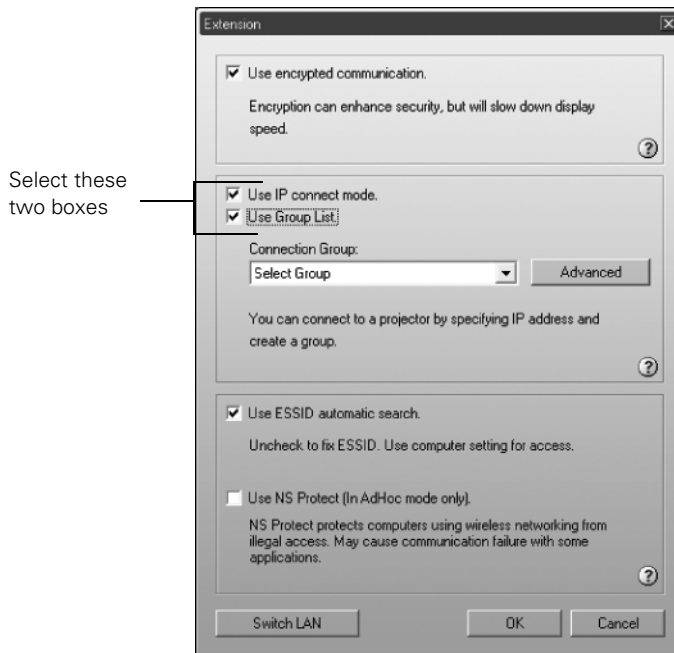 Extension
Use encrypted communication.
Encryption can enhance security, but will slow down display
speed.
?
Select these
two boxes
Use IP connect mode.
Use Group List.
Connection Group:
Select Group
Advanced
You can connect to a projector by specifying IP address and
create a group.
?
Use ESSID automatic search.
Uncheck to fix ESSID. Use computer setting for access.
Use NS Protect (In AdHoc mode only).
NS Protect protects computers using wireless networking from
illegal access. May cause communication failure with some
applications.
?
Switch LAN
OK
Cancel